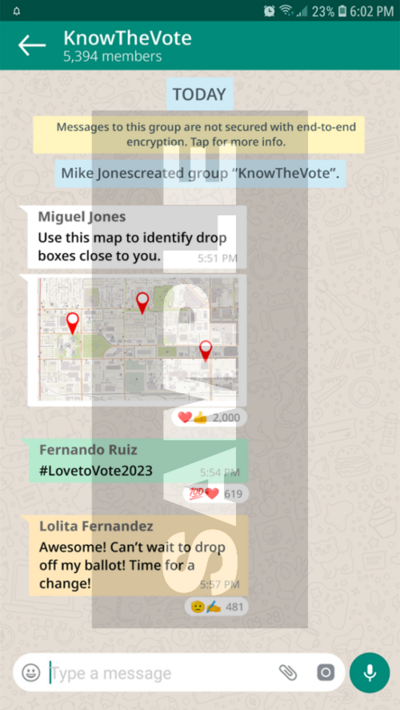 23% 6:02 PM
KnowTheVote
5,394 members
TODAY
Messages to this group are not secured with end-to-end
encryption. Tap for more info.
Mike Jonescreated group “KnowTheVote”.
Miguel Jones
Use this map to identify drop
boxes close to you.
5:51 PM
2,000
Fernando Ruiz
#LovetoVote2023
5:54 PM
💯❤️ 619
Lolita Fernandez
Awesome! Can’t wait to drop
off my ballot! Time for a
change!
5:57 PM
481
Type a message
SAMPLE